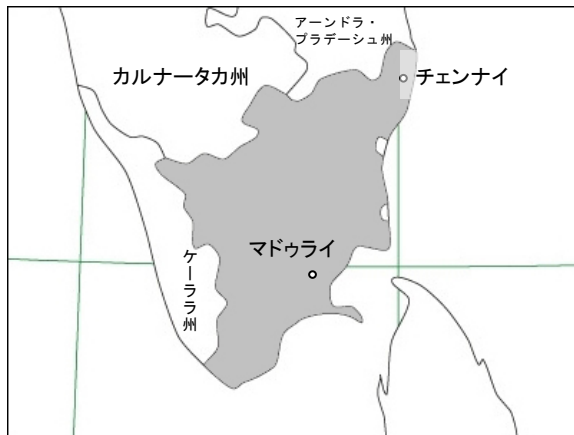 アーンドラ・
プラデーシュ州
カルナータカ州
チェンナイ
マドゥライ
ケーララ州